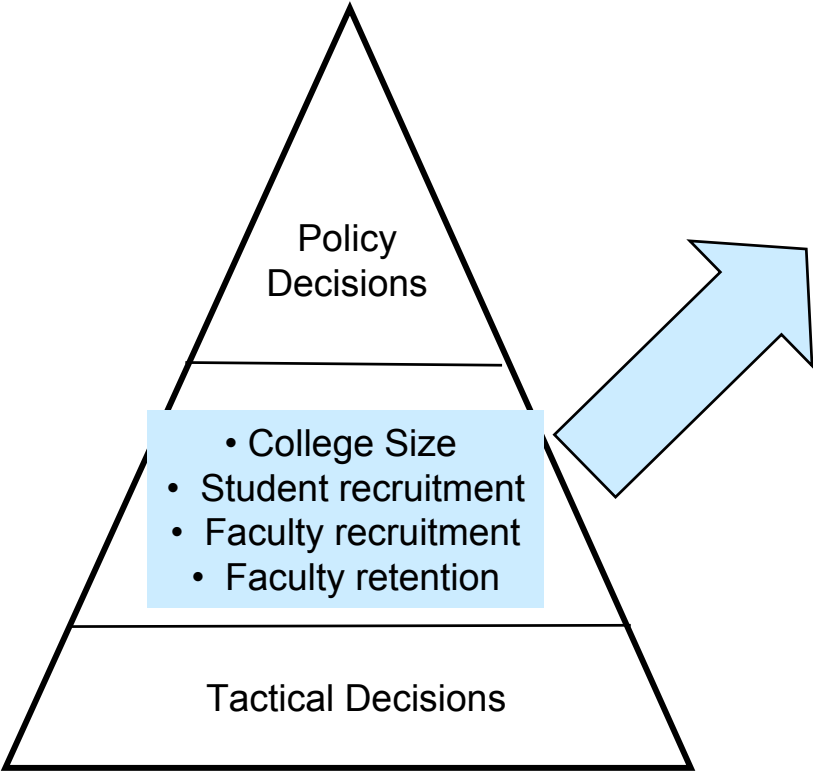 Policy
Decisions
• College Size
• Student recruitment
• Faculty recruitment
• Faculty retention
Tactical Decisions